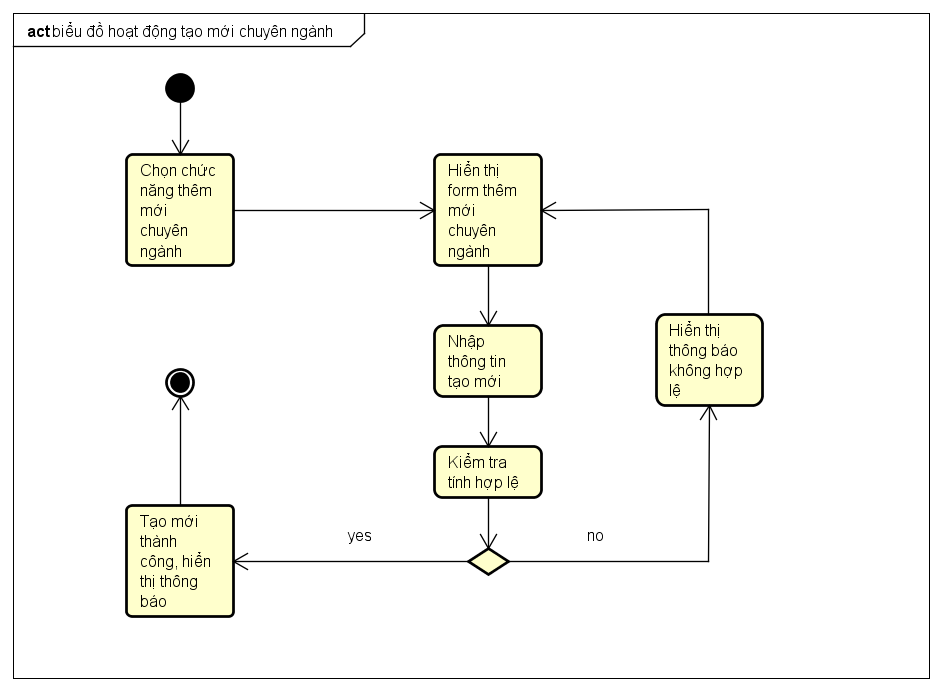 act biểu đồ hoạt động tạo mới chuyên ngành
Chọn chức
năng thêm
mới
chuyên
ngành
Hiển thị
form thêm
mới
chuyên
ngành
Nhập
thông tin
tạo mới
Hiển thị
thông báo
không hợp
lệ
Kiểm tra
tính hợp lệ
yes
no
Tạo mới
thành
công, hiển
thị thông
báo